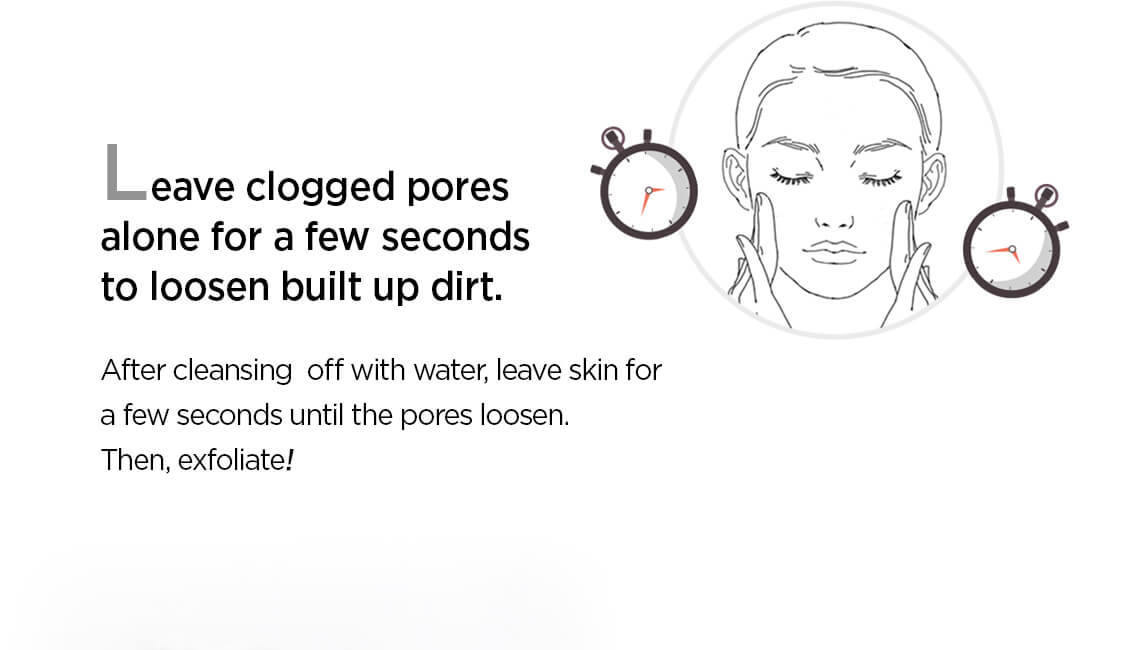 Leave clogged pores
alone for a few seconds
to loosen built up dirt.
After cleansing  off with water, leave skin for
a few seconds until the pores loosen.
Then, exfoliate!